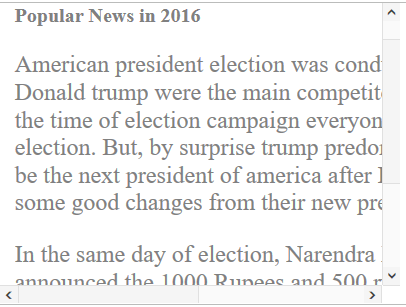 Popular News in 2016
American president election was cond
Donald trump were the main competit
the time of election campaign everyon
election. But, by surprise trump predo
be the next president of america after
some good changes from their new pre
In the same day of election, Narendra
announced the 1000 Rupees and 500 r